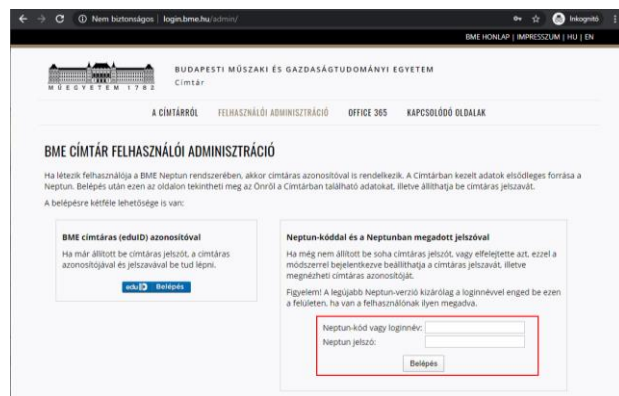 Nem biztonságos | login.bme.hu/admin/
Inkognitó
BME HONLAP | IMPRESSZUM | HU | EN
BUDAPESTI MŰSZAKI ÉS GAZDASÁGTUDOMÁNYI EGYETEM
Címtár
MŰEGYETEM 1782
A CÍMTÁRRÓL FELHASZNÁLÓI ADMINISZTRÁCIÓ OFFICE 365 KAPCSOLÓDÓ OLDALAK
BME CÍMTÁR FELHASZNÁLÓI ADMINISZTRÁCIÓ
Ha létezik felhasználója a BME Neptun rendszerében, akkor címtáras azonosítóval is rendelkezik. A Címtárban kezelt adatok elsődleges forrása a
Neptun. Belépés után ezen az oldalon tekintheti meg az Önről a Címtárban található adatokat, illetve állíthatja be címtáras jelszavát.
A belépésre kétféle lehetősége is van:
BME címtáras (eduID) azonosítóval
Ha már állított be címtáras jelszót, a címtáras
azonosítójával és jelszavával be tud lépni.
eduID Belépés
Neptun-kóddal és a Neptunban megadott jelszóval
Ha még nem állított be soha címtáras jelszót, vagy elfelejtette azt, ezzel a
módszerrel bejelentkezve beállíthatja a címtáras jelszavát, illetve
megnézheti címtáras azonosítóját.
Figyelem! A legújabb Neptun-verzió kizárólag a loginnévvel enged be ezen
a felületen, ha van a felhasználónak ilyen megadva.
Neptun-kód vagy loginnév:
Neptun jelszó:
Belépés